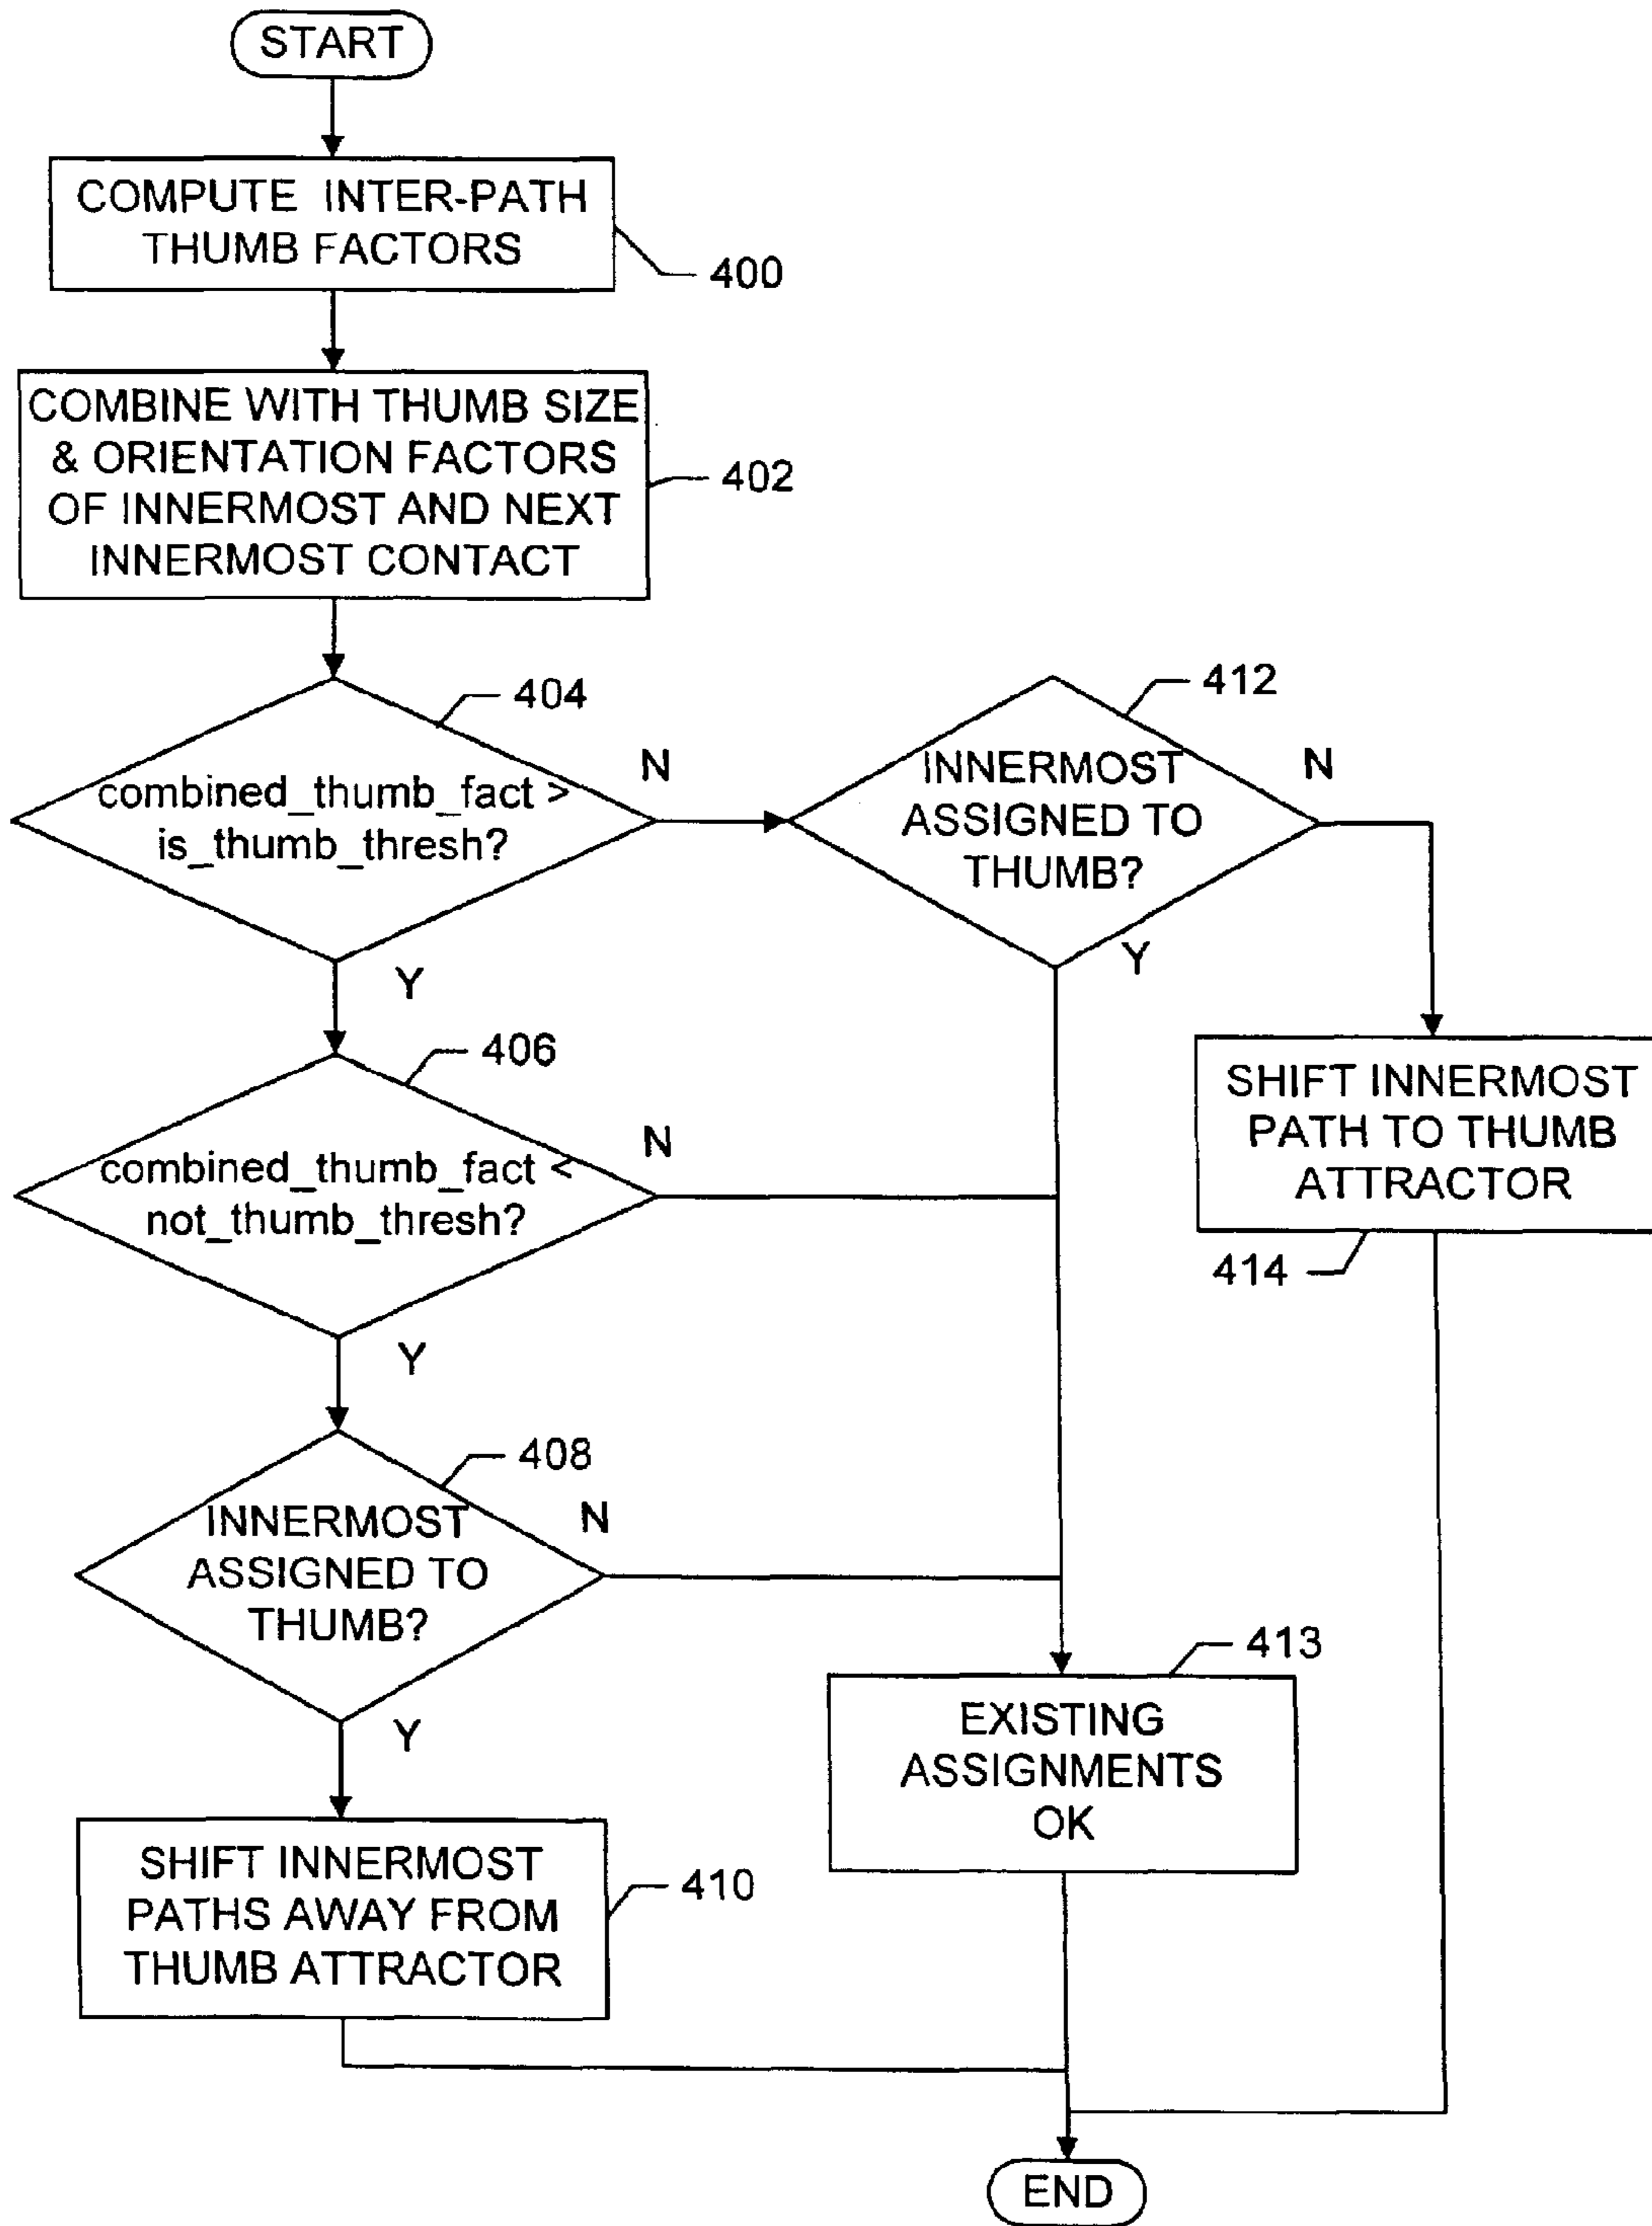 START
COMPUTE INTER-PATH
THUMB FACTORS
400
COMBINE WITH THUMB SIZE
& ORIENTATION FACTORS
OF INNERMOST AND NEXT
INNERMOST CONTACT
402
404
combined_thumb_fact >
is_thumb_thresh?
N
Y
412
INNERMOST
ASSIGNED TO
THUMB?
N
Y
406
combined_thumb_fact <
not_thumb_thresh?
N
Y
SHIFT INNERMOST
PATH TO THUMB
ATTRACTOR
414
408
INNERMOST
ASSIGNED TO
THUMB?
N
Y
413
EXISTING
ASSIGNMENTS
OK
SHIFT INNERMOST
PATHS AWAY FROM
THUMB ATTRACTOR
410
END